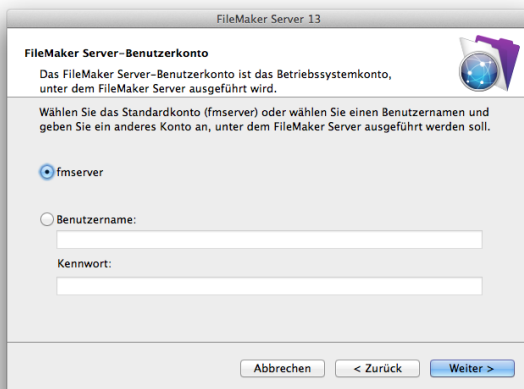 FileMaker Server 13
FileMaker Server-Benutzerkonto
Das FileMaker Server-Benutzerkonto ist das Betriebssystemkonto,
unter dem FileMaker Server ausgeführt wird.
Wählen Sie das Standardkonto (fmserver) oder wählen Sie einen Benutzernamen und
geben Sie ein anderes Konto an, unter dem FileMaker Server ausgeführt werden soll.
fmserver
Benutzername:
Kennwort:
Abbrechen
< Zurück
Weiter >